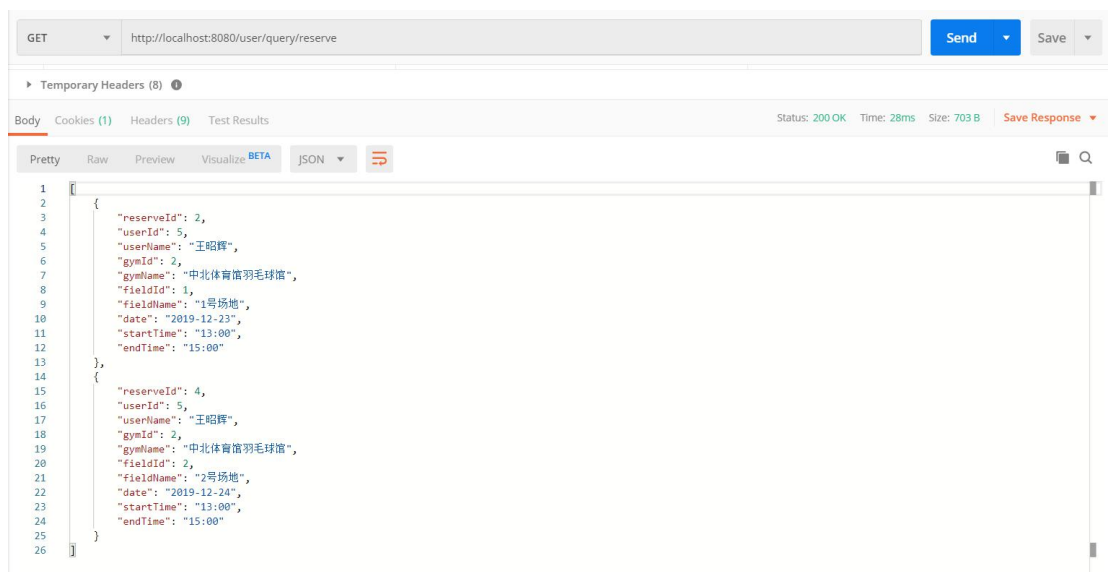 GET http://localhost:8080/user/query/reserve Send Save
Temporary Headers (8)
Body Cookies (1) Headers (9) Test Results Status: 200 OK Time: 28ms Size: 703 B Save Response
Pretty Raw Preview Visualize BETA JSON
1 [
2 {
3 "reserveId": 2,
4 "userId": 5,
5 "userName": "王昭辉",
6 "gymId": 2,
7 "gymName": "中北体育馆羽毛球馆",
8 "fieldId": 1,
9 "fieldName": "1号场地",
10 "date": "2019-12-23",
11 "startTime": "13:00",
12 "endTime": "15:00"
13 },
14 {
15 "reserveId": 4,
16 "userId": 5,
17 "userName": "王昭辉",
18 "gymId": 2,
19 "gymName": "中北体育馆羽毛球馆",
20 "fieldId": 2,
21 "fieldName": "2号场地",
22 "date": "2019-12-24",
23 "startTime": "13:00",
24 "endTime": "15:00"
25 }
26 ]